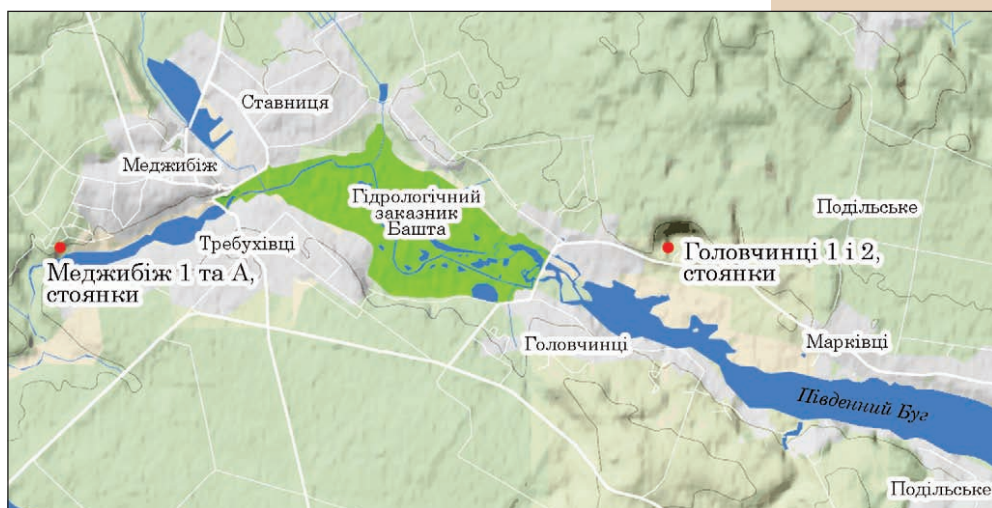 Ставниця
Меджибіж
Гідрологічний
заказник
Башта
Подільське
Требухівці
Головчинці 1 і 2,
стоянки
Меджибіж 1 та А,
стоянки
Головчинці
Марківці
Південний Буг
Подільське